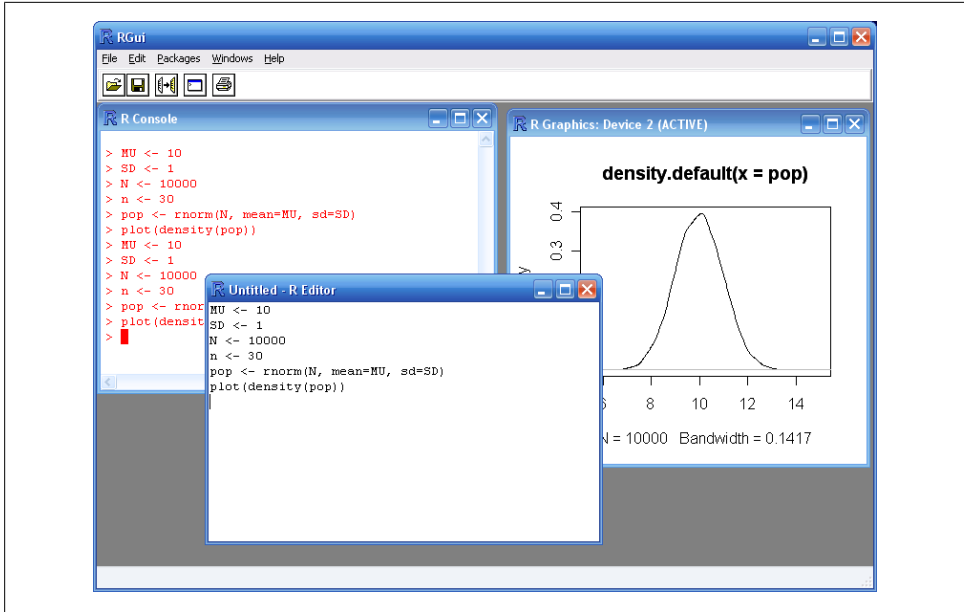 RGui
File Edit Packages Windows Help
R Console
> MU <- 10
> SD <- 1
> N <- 10000
> n <- 30
> pop <- rnorm(N, mean=MU, sd=SD)
> plot(density(pop))
> MU <- 10
> SD <- 1
> N <- 10000
> n <- 30
> pop <- rnor
> plot(densit
>
Untitled - R Editor
MU <- 10
SD <- 1
N <- 10000
n <- 30
pop <- rnorm(N, mean=MU, sd=SD)
plot(density(pop))
R Graphics: Device 2 (ACTIVE)
density.default(x = pop)
0.4
0.3
8 10 12 14
N = 10000 Bandwidth = 0.1417